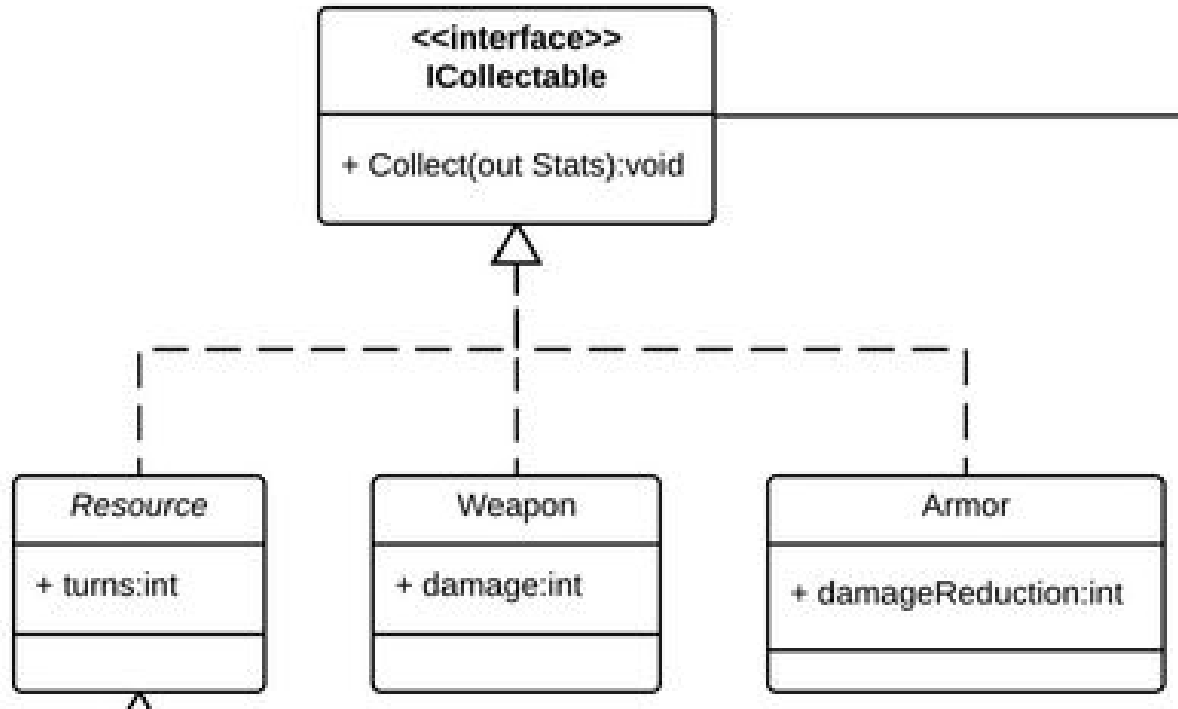 <<interface>>
ICollectable
+ Collect(out Stats):void
Resource
Weapon
Armor
+ turns:int
+ damage:int
+ damageReduction:int